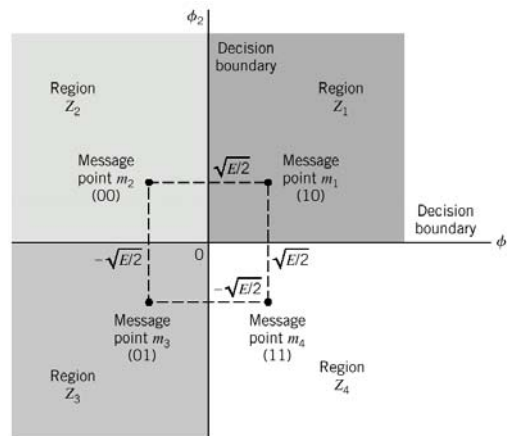 ϕ₂
Decision
boundary
Region
Z₂
Region
Z₁
Message
point m₂
(00)
√E/2
Message
point m₁
(10)
Decision
boundary
−√E/2
0
√E/2
ϕ
−√E/2
Message
point m₃
(01)
Message
point m₄
(11)
Region
Z₃
Region
Z₄